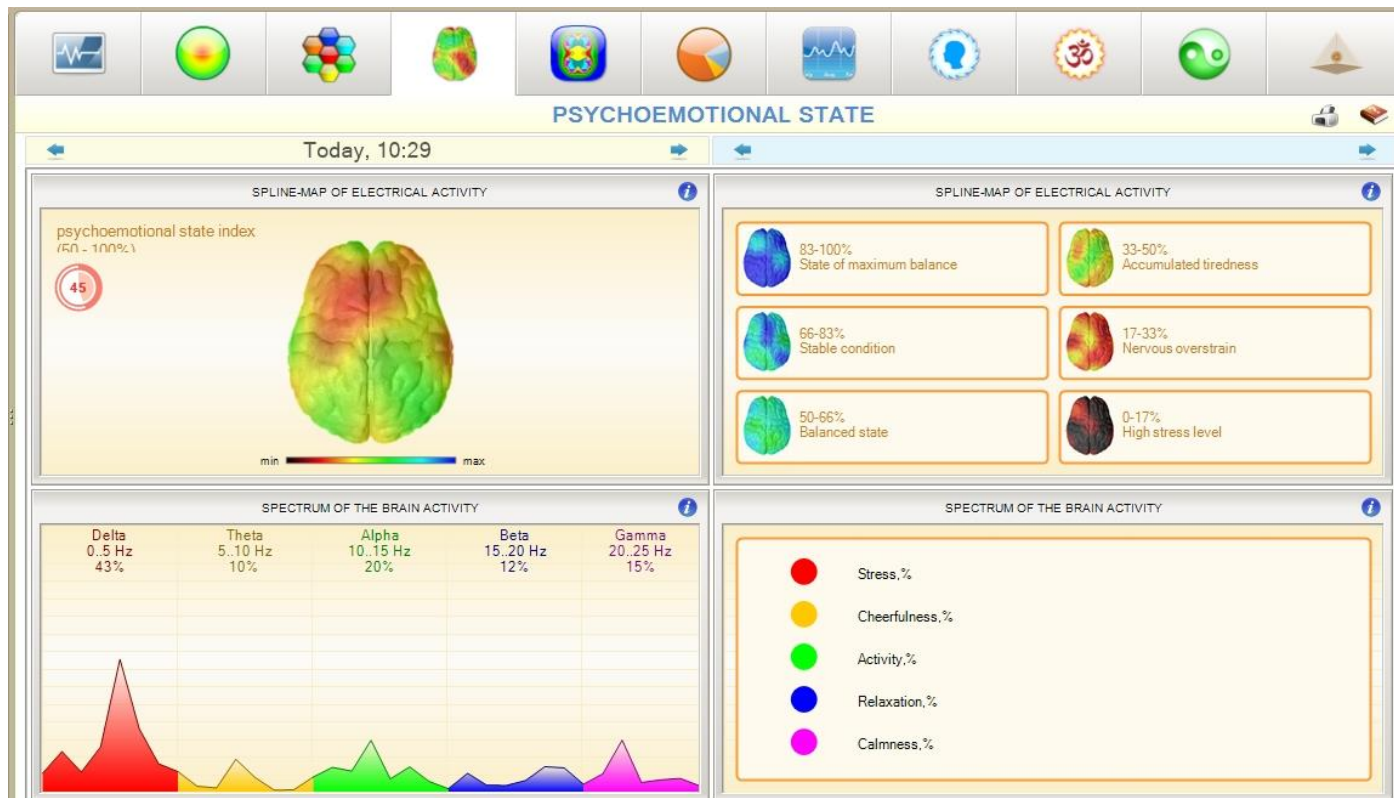 PSYCHOEMOTIONAL STATE
Today, 10:29
SPLINE-MAP OF ELECTRICAL ACTIVITY
psychoemotional state index
(50 - 100%)
45
min
max
SPLINE-MAP OF ELECTRICAL ACTIVITY
83-100%
State of maximum balance
33-50%
Accumulated tiredness
66-83%
Stable condition
17-33%
Nervous overstrain
50-66%
Balanced state
0-17%
High stress level
SPECTRUM OF THE BRAIN ACTIVITY
Delta
0..5 Hz
43%
Theta
5..10 Hz
10%
Alpha
10..15 Hz
20%
Beta
15..20 Hz
12%
Gamma
20..25 Hz
15%
SPECTRUM OF THE BRAIN ACTIVITY
Stress,%
Cheerfulness,%
Activity,%
Relaxation,%
Calmness,%